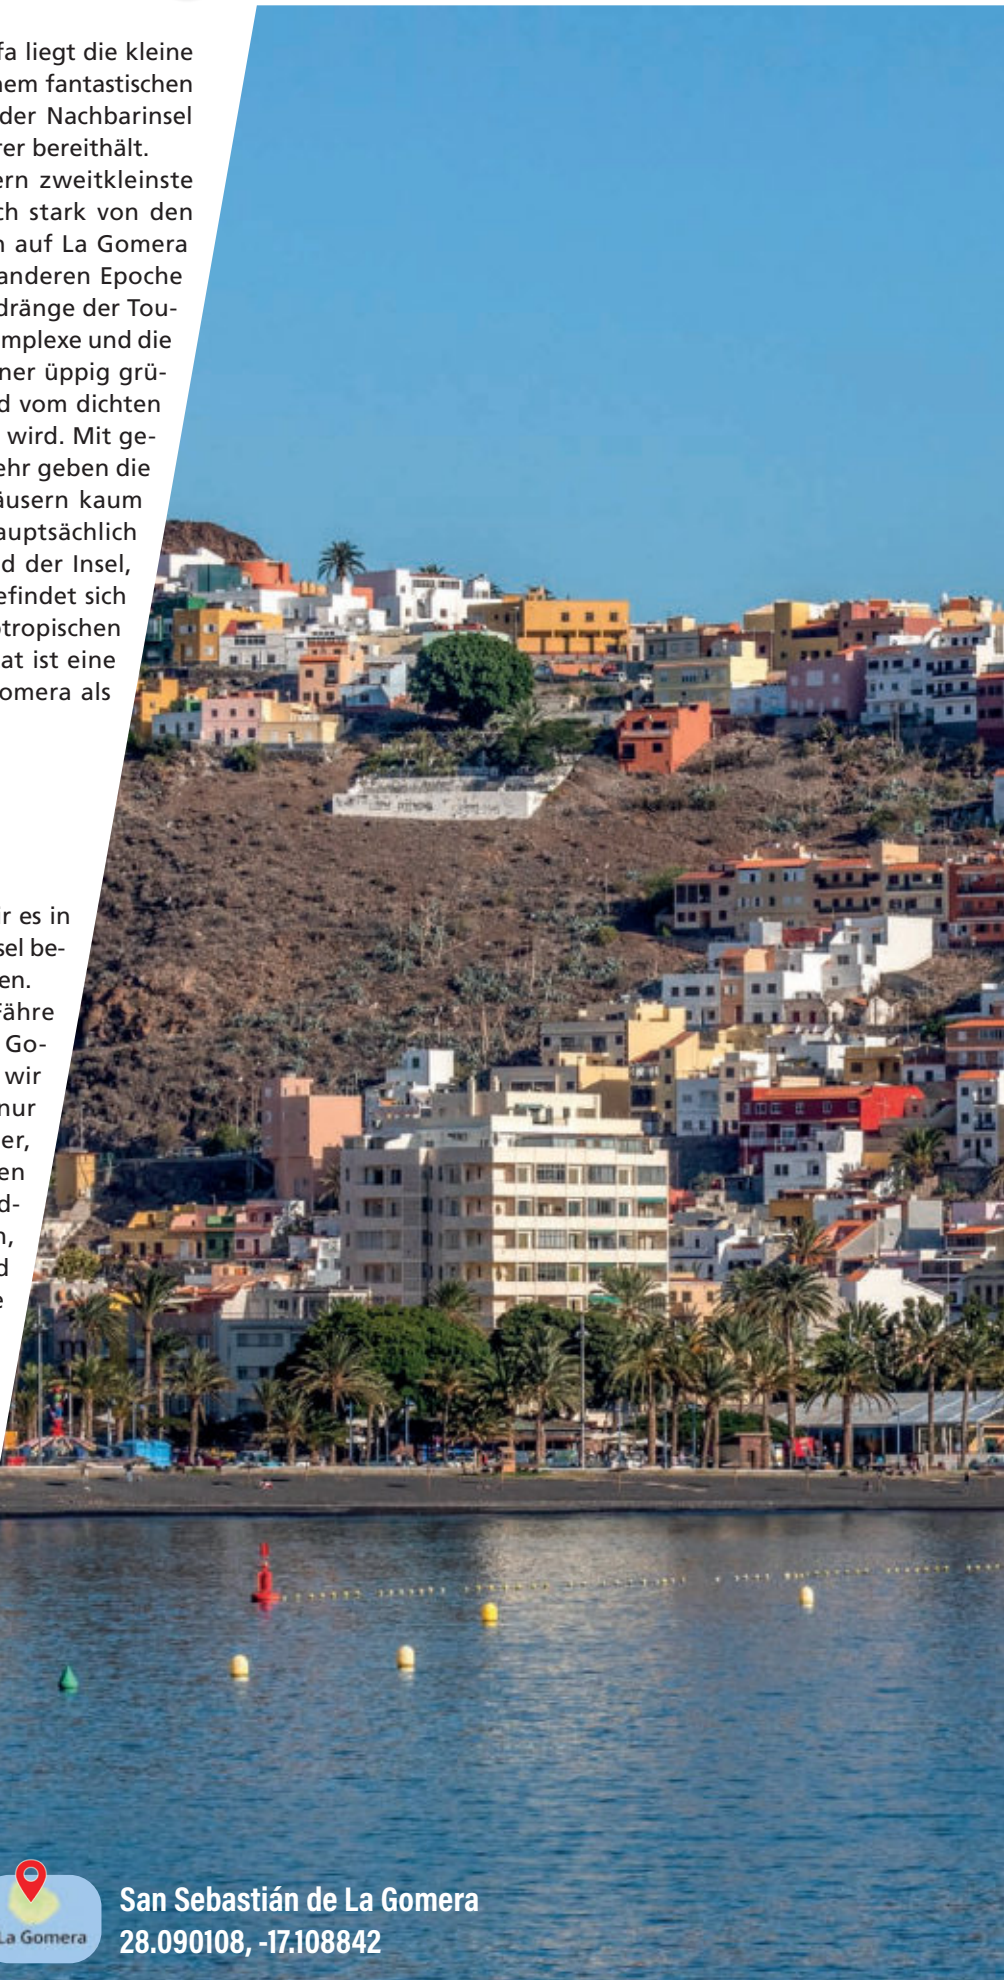 fa liegt die kleine
nem fantastischen
der Nachbarinsel
rer bereithält.
ern zweitkleinste
ch stark von den
n auf La Gomera
anderen Epoche
dränge der Tou-
mplexe und die
ner üppig grü-
d vom dichten
wird. Mit ge-
ehr geben die
äusern kaum
auptsächlich
d der Insel,
efindet sich
otropischen
at ist eine
omera als
ir es in
sel be-
en.
Fähre
Go-
wir
nur
er,
en
d-
n,
d
e
La Gomera
San Sebastián de La Gomera
28.090108, -17.108842